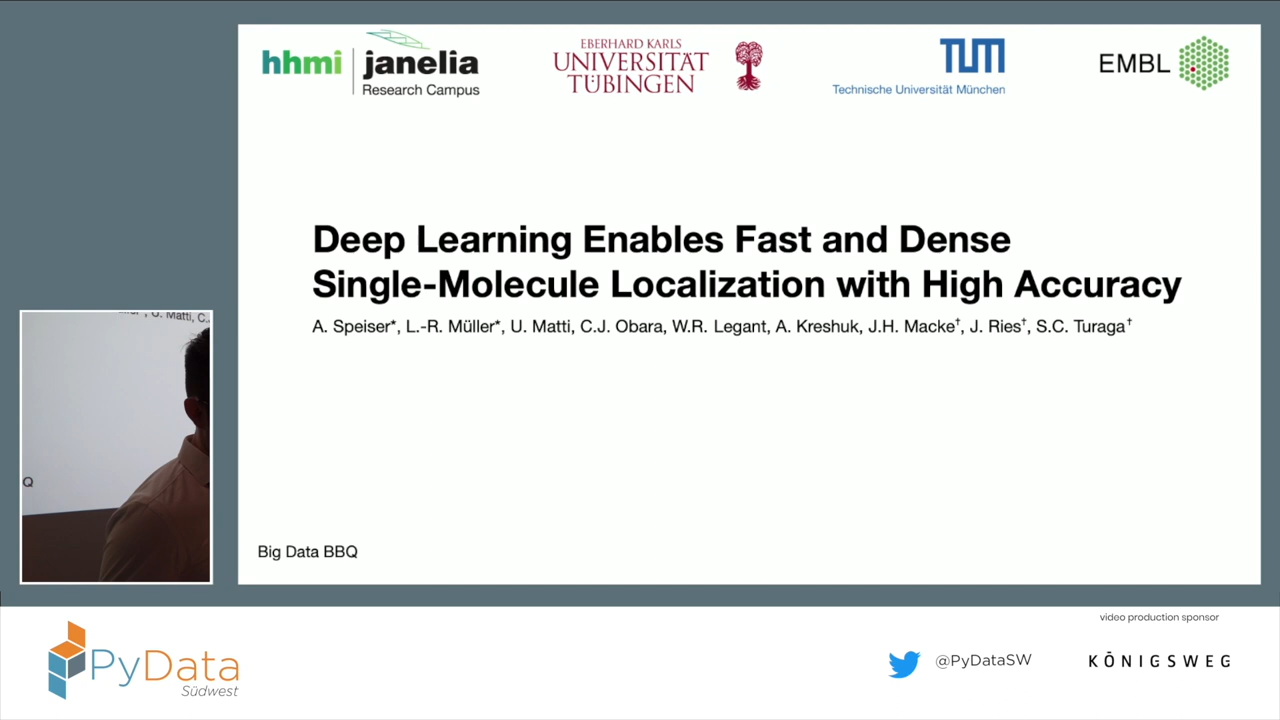 hhmi janelia
Research Campus
EBERHARD KARLS
UNIVERSITÄT
TÜBINGEN
TUM
Technische Universität München
EMBL
Deep Learning Enables Fast and Dense
Single-Molecule Localization with High Accuracy
A. Speiser*, L.-R. Müller*, U. Matti, C.J. Obara, W.R. Legant, A. Kreshuk, J.H. Macke†, J. Ries†, S.C. Turaga†
U. Matti, C.
Q
Big Data BBQ
video production sponsor
PyData
Südwest
@PyDataSW
KÖNIGSWEG